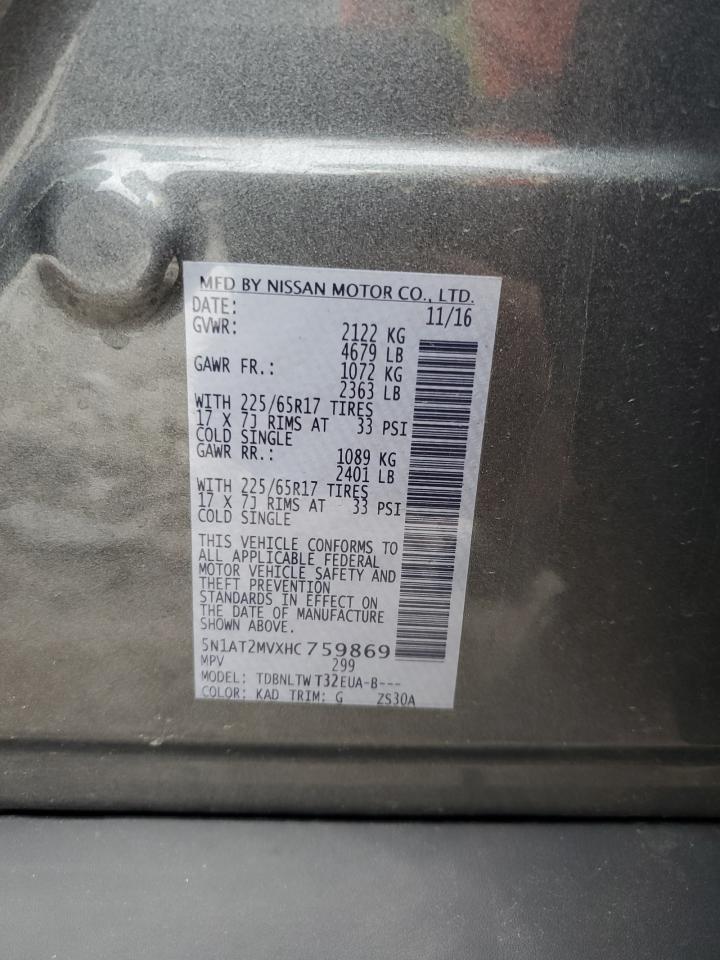 MFD BY NISSAN MOTOR CO., LTD.
DATE: 11/16
GVWR: 2122 KG
4679 LB
GAWR FR.: 1072 KG
2363 LB
WITH 225/65R17 TIRES
17 X 7J RIMS AT 33 PSI
COLD SINGLE
GAWR RR.: 1089 KG
2401 LB
WITH 225/65R17 TIRES
17 X 7J RIMS AT 33 PSI
COLD SINGLE
THIS VEHICLE CONFORMS TO
ALL APPLICABLE FEDERAL
MOTOR VEHICLE SAFETY AND
THEFT PREVENTION
STANDARDS IN EFFECT ON
THE DATE OF MANUFACTURE
SHOWN ABOVE.
5N1AT2MVXHC759869
MPV 299
MODEL: TDBNLTWT32EUA-B---
COLOR: KAD TRIM: G ZS30A